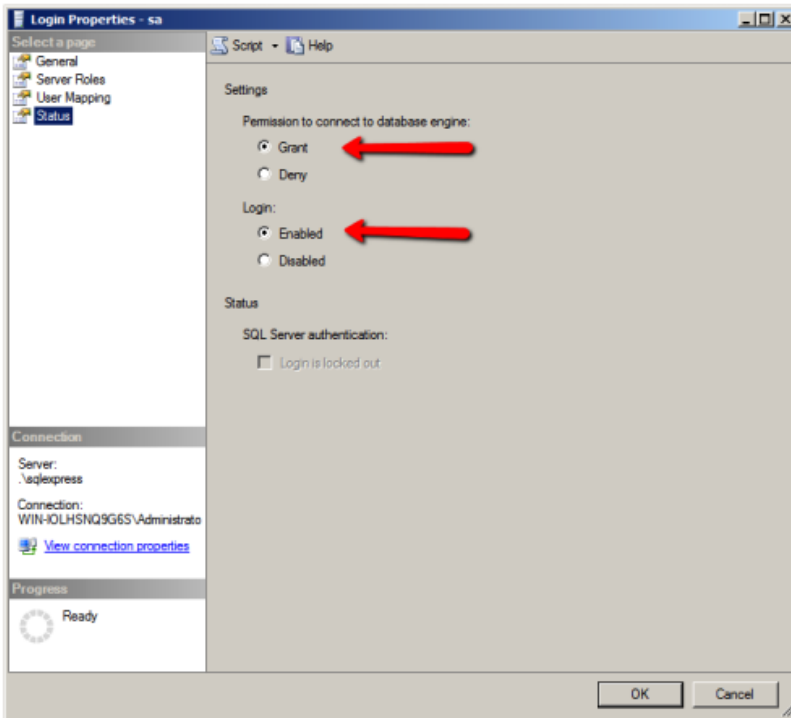 Login Properties - sa
Select a page
General
Server Roles
User Mapping
Status
Script
Help
Settings
Permission to connect to database engine:
Grant
Deny
Login:
Enabled
Disabled
Status
SQL Server authentication:
Login is locked out
Connection
Server:
.\sqlexpress
Connection:
WIN-IOLHSNQ9G6S\Administrato
View connection properties
Progress
Ready
OK
Cancel